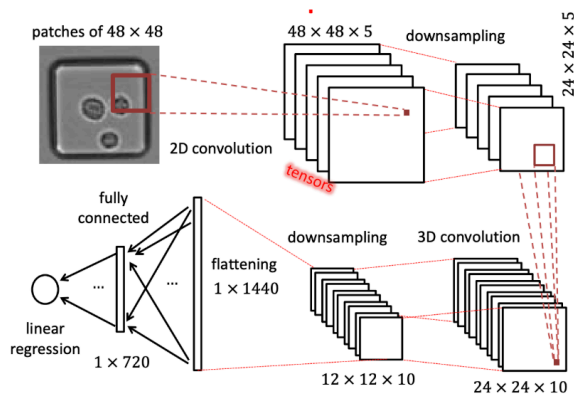 patches of 48 × 48
48 × 48 × 5
downsampling
24 × 24 × 5
2D convolution
tensors
fully
connected
downsampling
3D convolution
flattening
...
...
1 × 1440
linear
regression
1 × 720
12 × 12 × 10
24 × 24 × 10